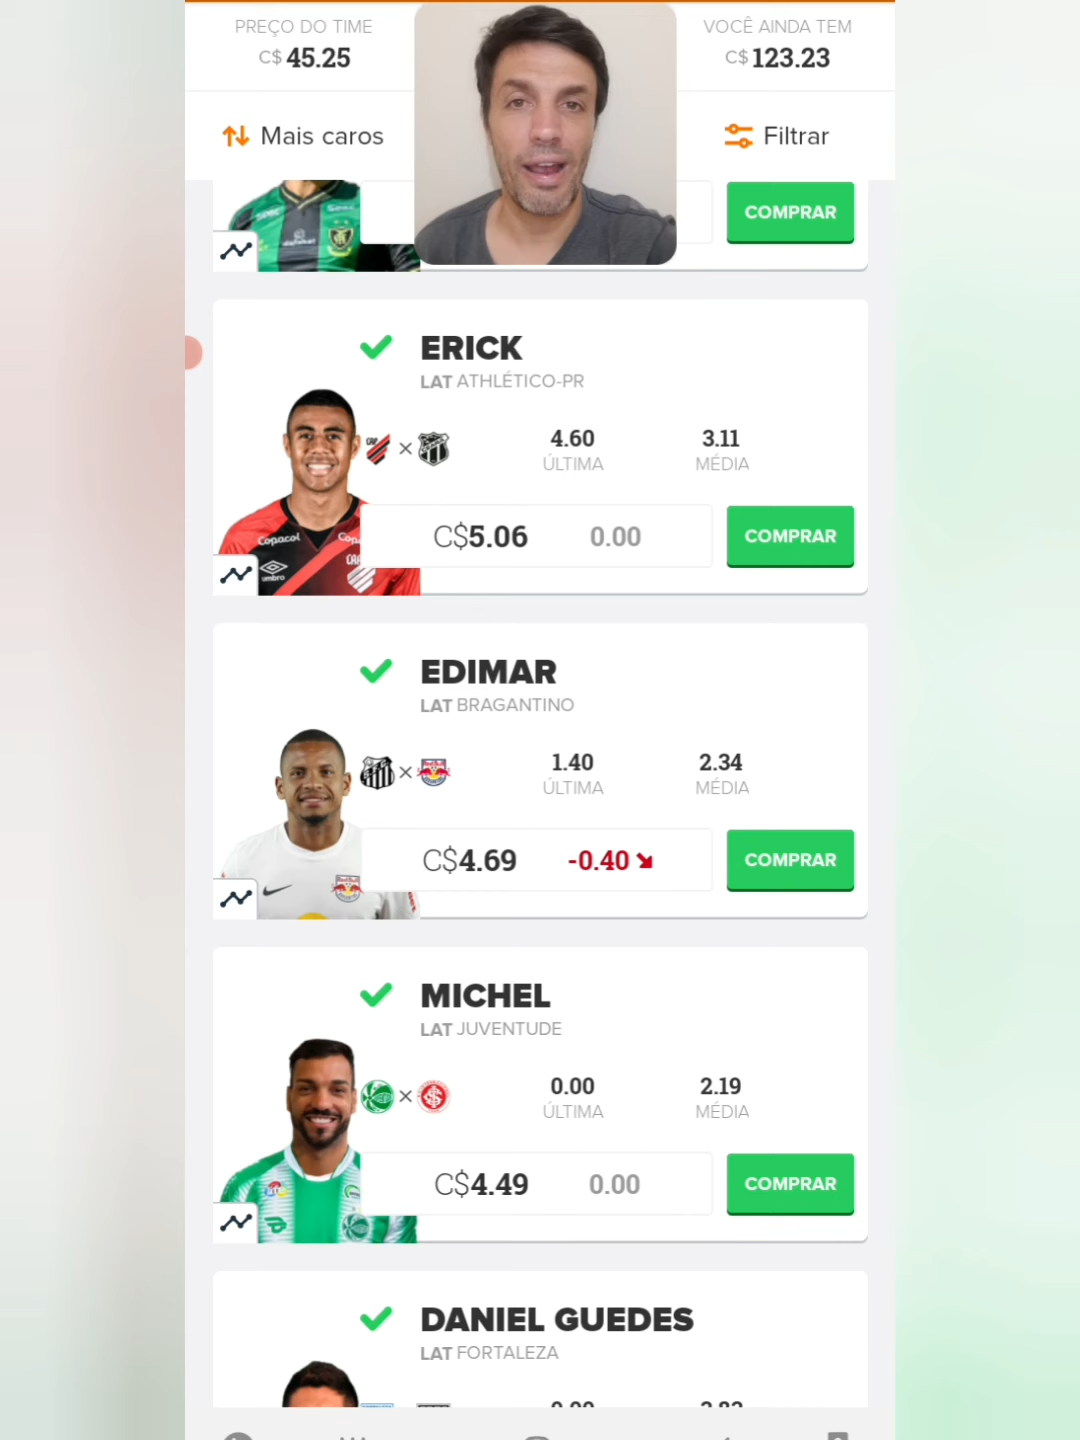 PREÇO DO TIME
C$ 45.25
VOCÊ AINDA TEM
C$ 123.23
Mais caros
Filtrar
COMPRAR
ERICK
LAT ATHLÉTICO-PR
4.60
ÚLTIMA
3.11
MÉDIA
C$5.06
0.00
COMPRAR
Copacol
umbro
CAP
EDIMAR
LAT BRAGANTINO
1.40
ÚLTIMA
2.34
MÉDIA
C$4.69
-0.40
COMPRAR
MICHEL
LAT JUVENTUDE
0.00
ÚLTIMA
2.19
MÉDIA
C$4.49
0.00
COMPRAR
DANIEL GUEDES
LAT FORTALEZA